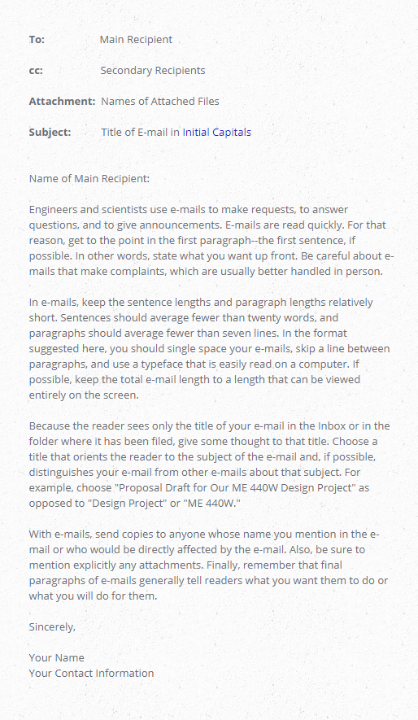 To: Main Recipient
cc: Secondary Recipients
Attachment: Names of Attached Files
Subject: Title of E-mail in Initial Capitals
Name of Main Recipient:
Engineers and scientists use e-mails to make requests, to answer
questions, and to give announcements. E-mails are read quickly. For that
reason, get to the point in the first paragraph--the first sentence, if
possible. In other words, state what you want up front. Be careful about e-
mails that make complaints, which are usually better handled in person.
In e-mails, keep the sentence lengths and paragraph lengths relatively
short. Sentences should average fewer than twenty words, and
paragraphs should average fewer than seven lines. In the format
suggested here, you should single space your e-mails, skip a line between
paragraphs, and use a typeface that is easily read on a computer. If
possible, keep the total e-mail length to a length that can be viewed
entirely on the screen.
Because the reader sees only the title of your e-mail in the Inbox or in the
folder where it has been filed, give some thought to that title. Choose a
title that orients the reader to the subject of the e-mail and, if possible,
distinguishes your e-mail from other e-mails about that subject. For
example, choose "Proposal Draft for Our ME 440W Design Project" as
opposed to "Design Project" or "ME 440W."
With e-mails, send copies to anyone whose name you mention in the e-
mail or who would be directly affected by the e-mail. Also, be sure to
mention explicitly any attachments. Finally, remember that final
paragraphs of e-mails generally tell readers what you want them to do or
what you will do for them.
Sincerely,
Your Name
Your Contact Information